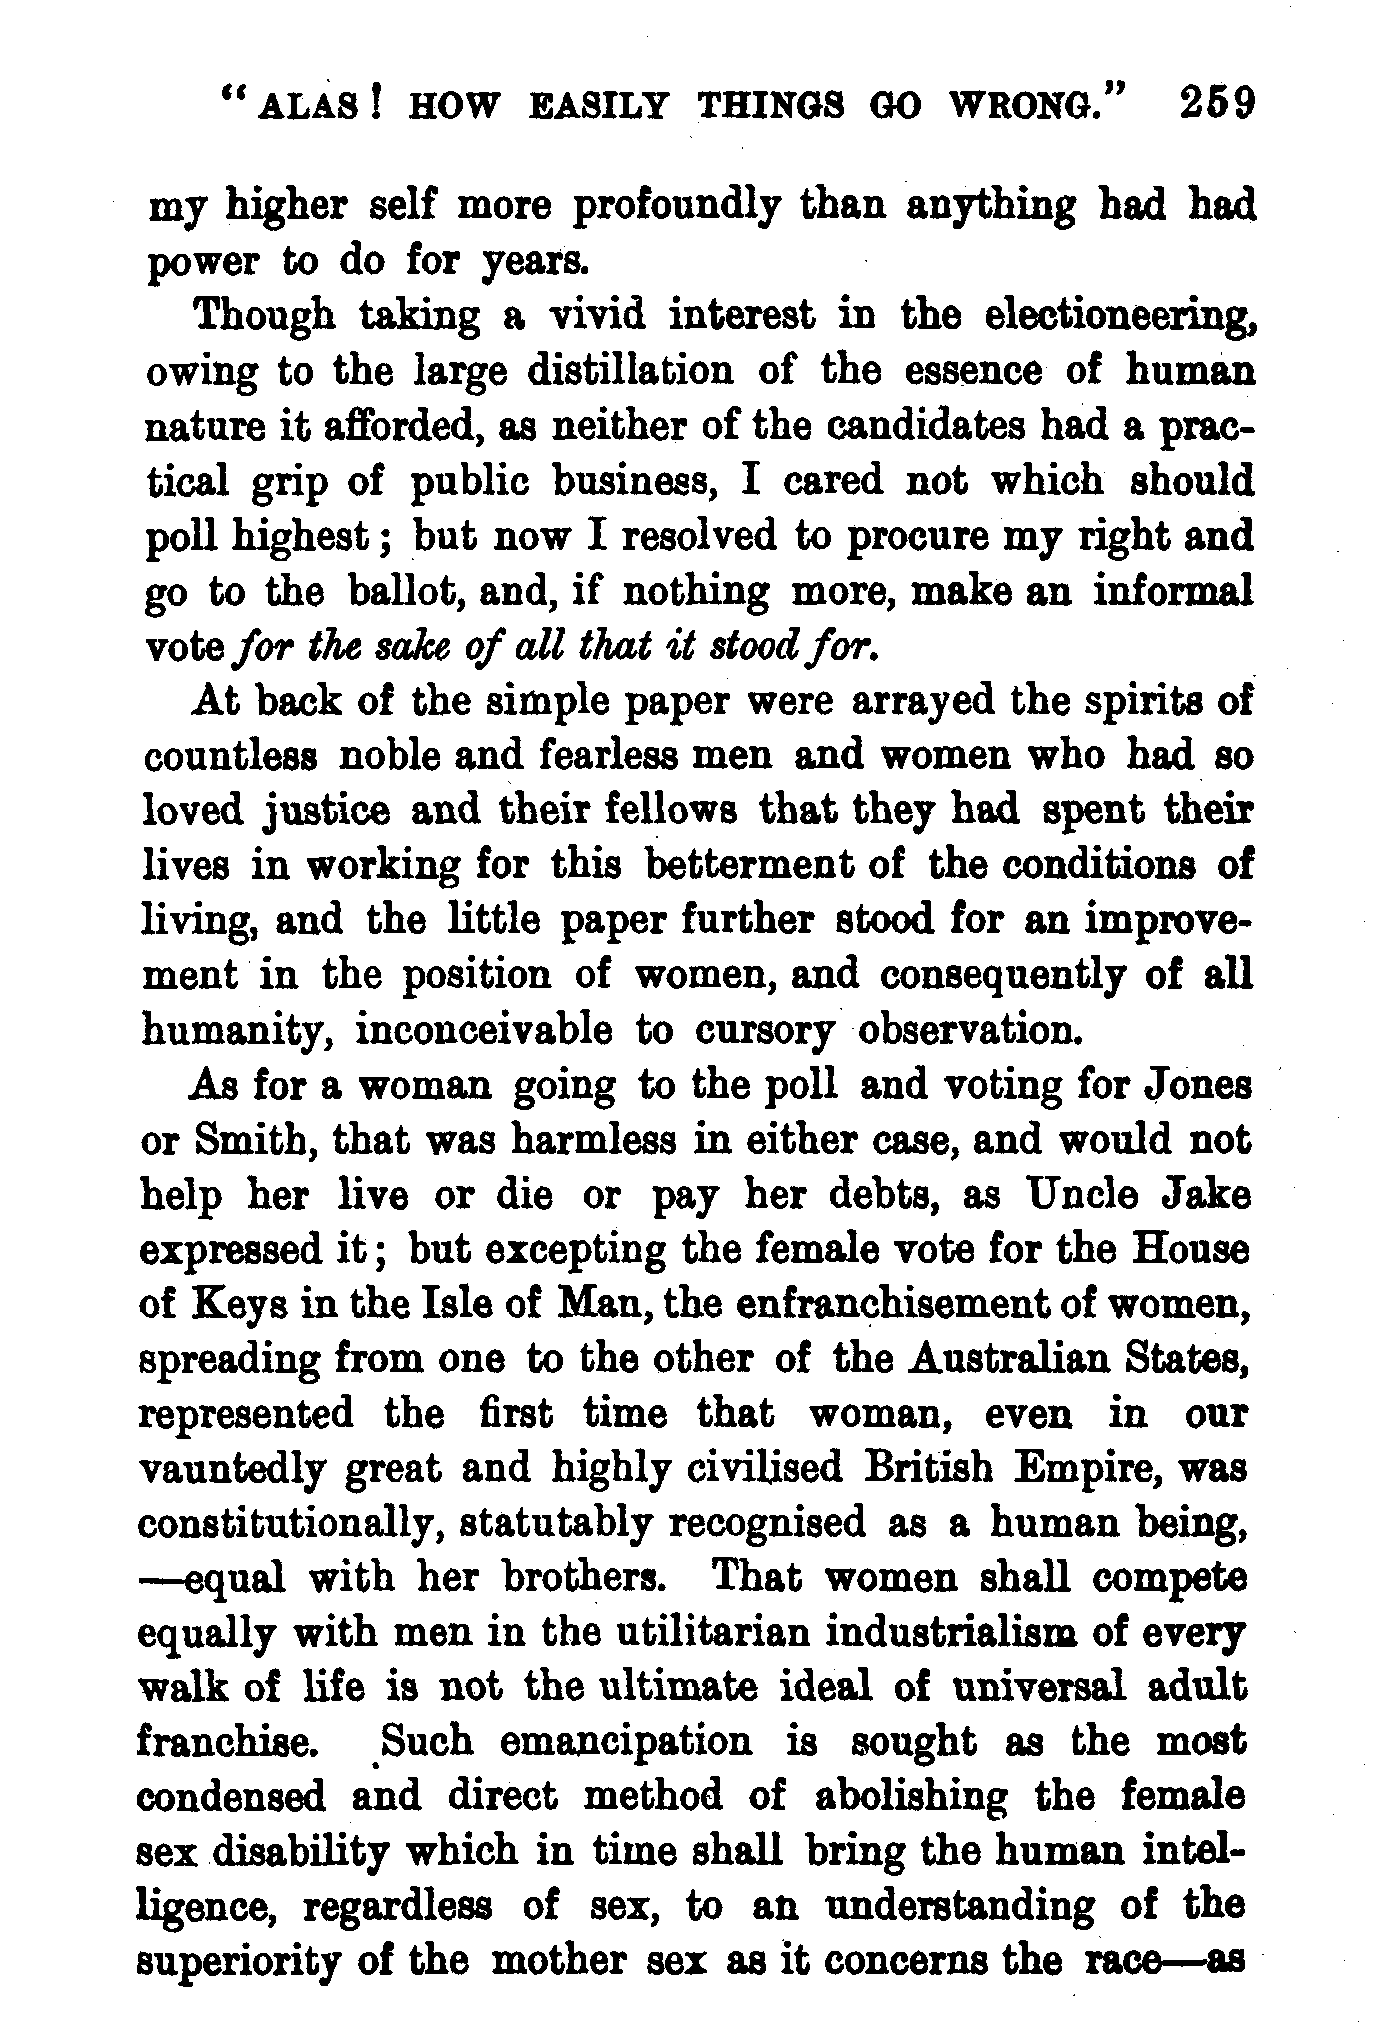 “ALAS! HOW EASILY THINGS GO WRONG.” 259
my higher self more profoundly than anything had had
power to do for years.
Though taking a vivid interest in the electioneering,
owing to the large distillation of the essence of human
nature it afforded, as neither of the candidates had a prac-
tical grip of public business, I cared not which should
poll highest; but now I resolved to procure my right and
go to the ballot, and, if nothing more, make an informal
vote for the sake of all that it stood for.
At back of the simple paper were arrayed the spirits of
countless noble and fearless men and women who had so
loved justice and their fellows that they had spent their
lives in working for this betterment of the conditions of
living, and the little paper further stood for an improve-
ment in the position of women, and consequently of all
humanity, inconceivable to cursory observation.
As for a woman going to the poll and voting for Jones
or Smith, that was harmless in either case, and would not
help her live or die or pay her debts, as Uncle Jake
expressed it; but excepting the female vote for the House
of Keys in the Isle of Man, the enfranchisement of women,
spreading from one to the other of the Australian States,
represented the first time that woman, even in our
vauntedly great and highly civilised British Empire, was
constitutionally, statutably recognised as a human being,
—equal with her brothers. That women shall compete
equally with men in the utilitarian industrialism of every
walk of life is not the ultimate ideal of universal adult
franchise. Such emancipation is sought as the most
condensed and direct method of abolishing the female
sex disability which in time shall bring the human intel-
ligence, regardless of sex, to an understanding of the
superiority of the mother sex as it concerns the race—as